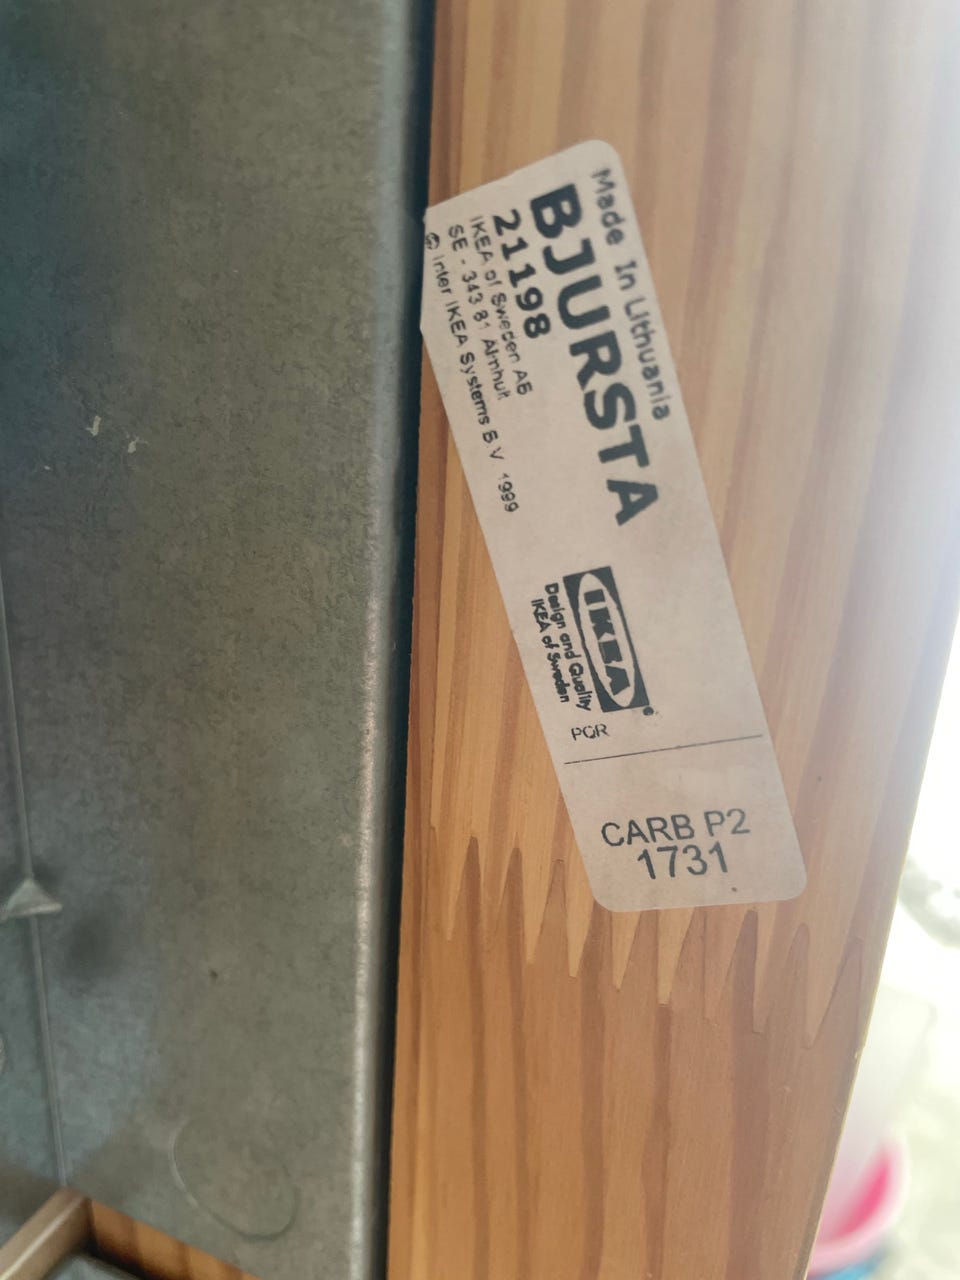 Made In Lithuania
BJURSTA
21198
IKEA of Sweden AB
SE - 343 81 Älmhult
© Inter IKEA Systems B.V. 1999
IKEA®
Design and Quality
IKEA of Sweden
PQR
CARB P2
1731